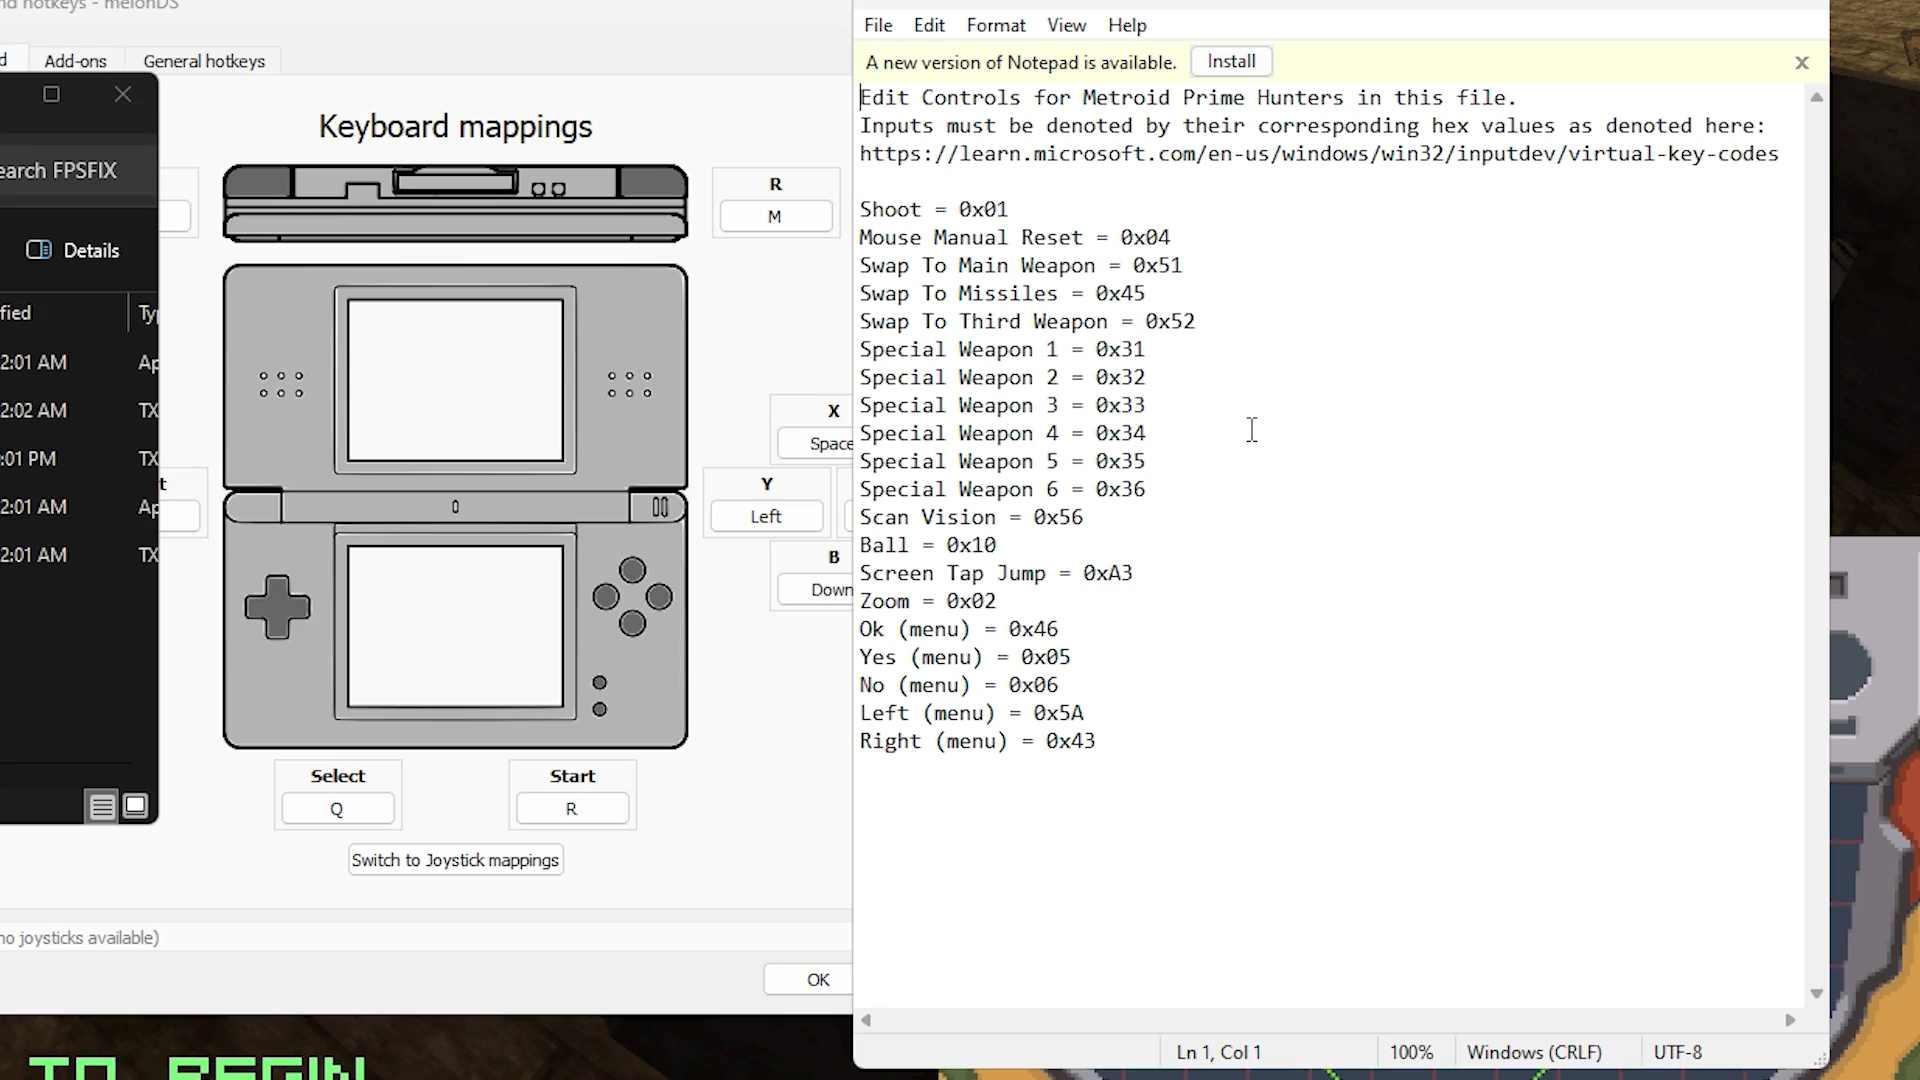 nd hotkeys - melonDS
Add-ons
General hotkeys
earch FPSFIX
Details
fied
2:01 AM
2:02 AM
:01 PM
TX
2:01 AM
2:01 AM
TX
Keyboard mappings
R
M
X
Space
Y
Left
B
Down
Select
Q
Start
R
Switch to Joystick mappings
no joysticks available)
OK
TO BEGIN
File Edit Format View Help
A new version of Notepad is available. Install
Edit Controls for Metroid Prime Hunters in this file.
Inputs must be denoted by their corresponding hex values as denoted here:
https://learn.microsoft.com/en-us/windows/win32/inputdev/virtual-key-codes
Shoot = 0x01
Mouse Manual Reset = 0x04
Swap To Main Weapon = 0x51
Swap To Missiles = 0x45
Swap To Third Weapon = 0x52
Special Weapon 1 = 0x31
Special Weapon 2 = 0x32
Special Weapon 3 = 0x33
Special Weapon 4 = 0x34
Special Weapon 5 = 0x35
Special Weapon 6 = 0x36
Scan Vision = 0x56
Ball = 0x10
Screen Tap Jump = 0xA3
Zoom = 0x02
Ok (menu) = 0x46
Yes (menu) = 0x05
No (menu) = 0x06
Left (menu) = 0x5A
Right (menu) = 0x43
Ln 1, Col 1
100%
Windows (CRLF)
UTF-8